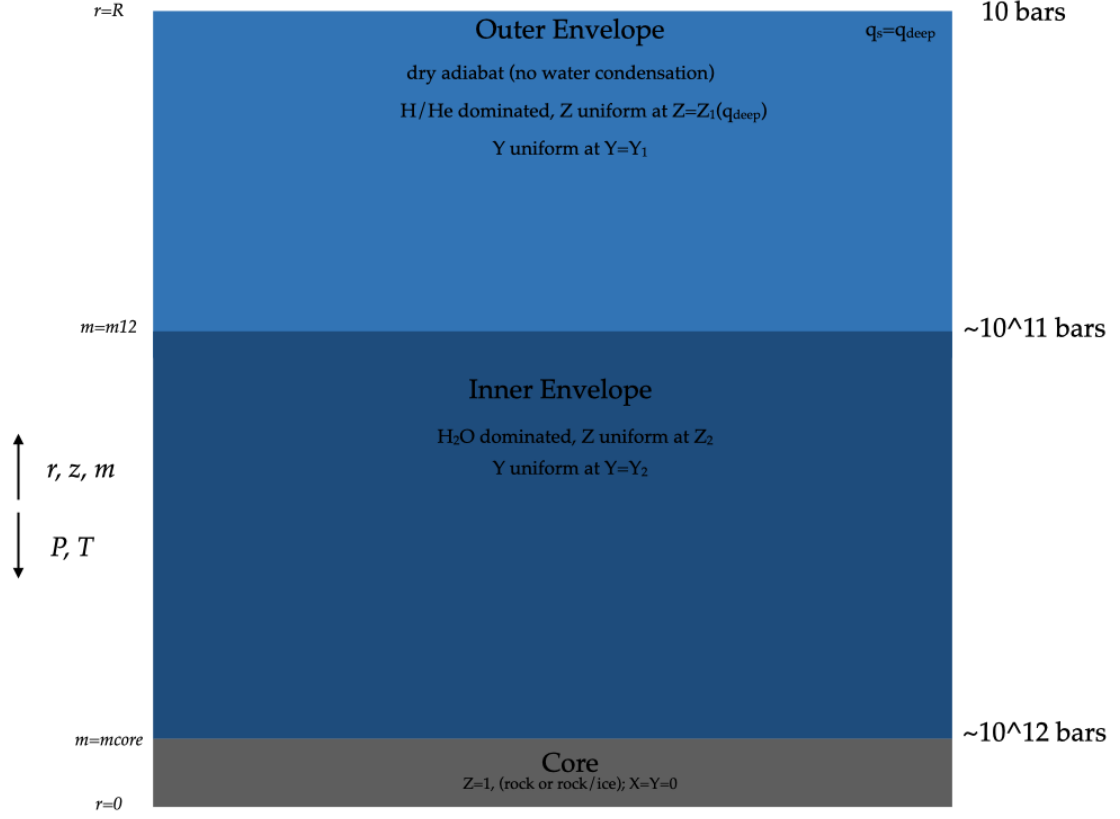 r=R
10 bars
Outer Envelope
qs=qdeep
dry adiabat (no water condensation)
H/He dominated, Z uniform at Z=Z1(qdeep)
Y uniform at Y=Y1
m=m12
~10^11 bars
Inner Envelope
H2O dominated, Z uniform at Z2
Y uniform at Y=Y2
r, z, m
P, T
m=mcore
~10^12 bars
Core
Z=1, (rock or rock/ice); X=Y=0
r=0